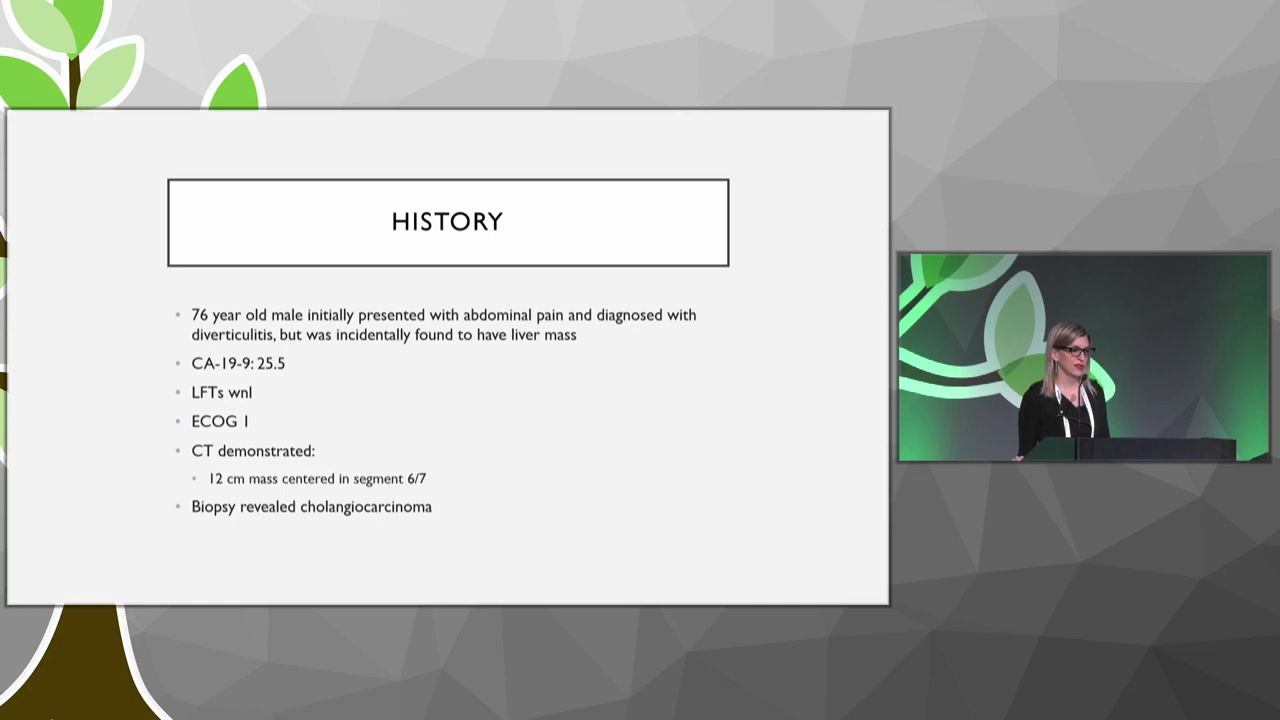 HISTORY
76 year old male initially presented with abdominal pain and diagnosed with
diverticulitis, but was incidentally found to have liver mass
CA-19-9: 25.5
LFTs wnl
ECOG 1
CT demonstrated:
12 cm mass centered in segment 6/7
Biopsy revealed cholangiocarcinoma